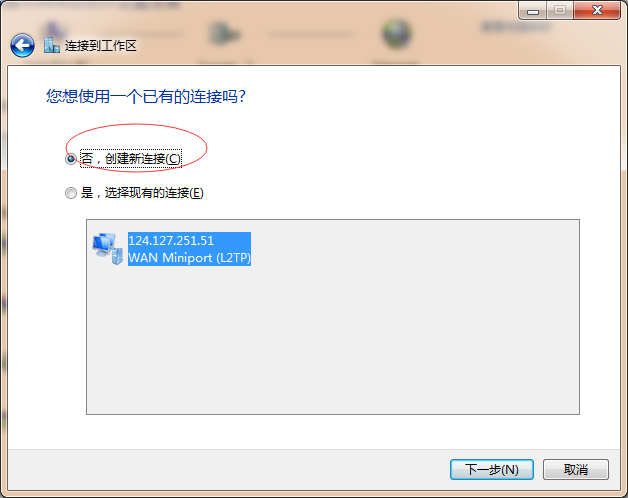 连接到工作区
您想使用一个已有的连接吗?
否，创建新连接(C)
是，选择现有的连接(E)
124.127.251.51
WAN Miniport (L2TP)
下一步(N)
取消